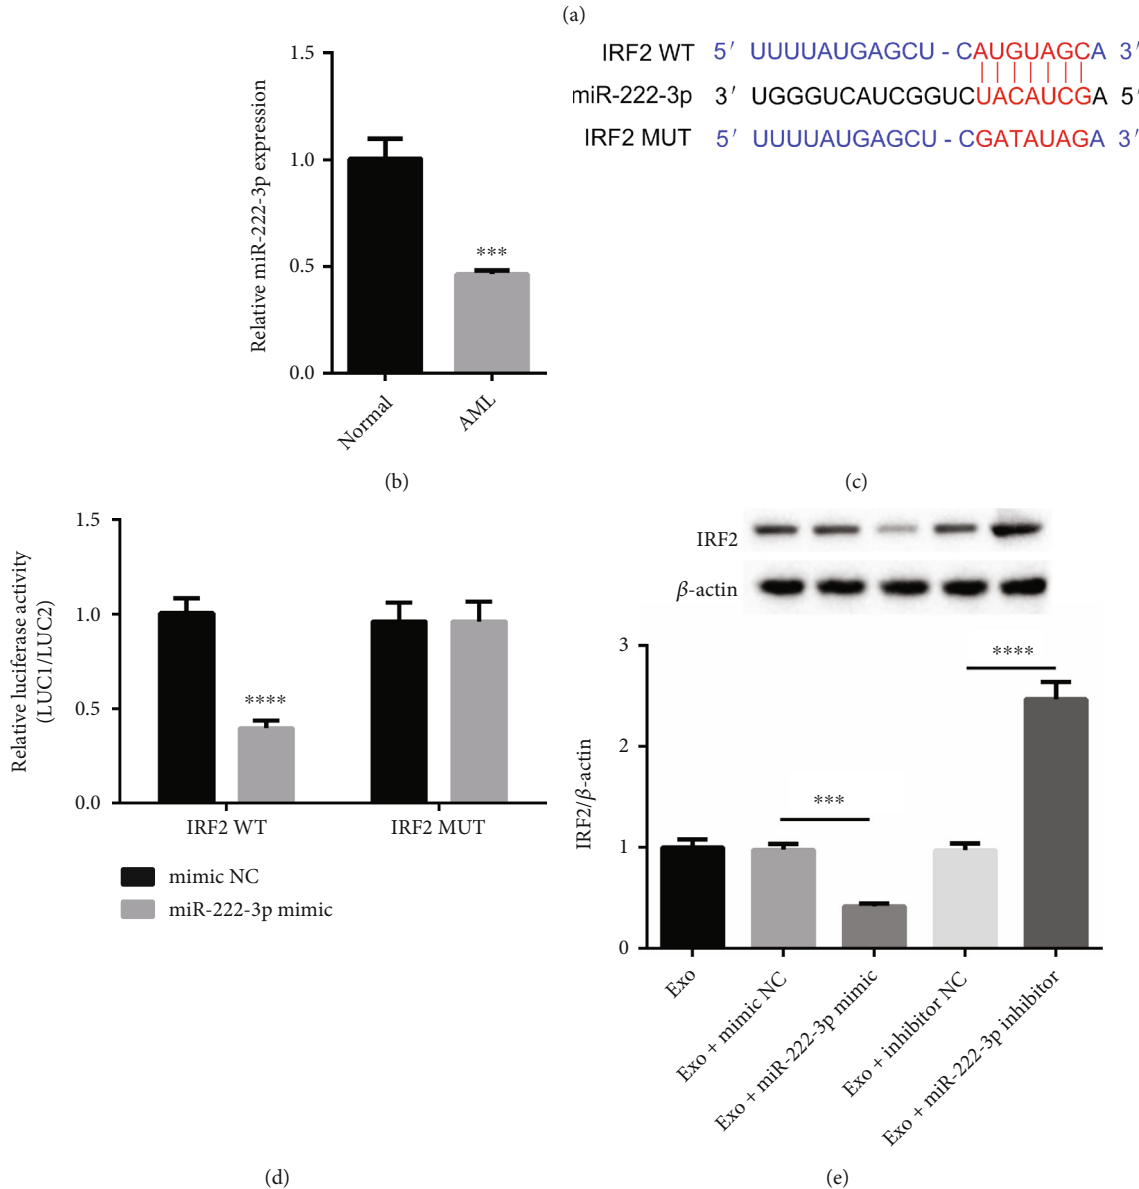 (a)
1.5
1.0
0.5
0.0
Relative miR-222-3p expression
***
Normal
AML
(b)
IRF2 WT 5′ UUUUAUGAGCU - CAUGUAGCA 3′
miR-222-3p 3′ UGGGUCAUCGGUCUACAUCGA 5′
IRF2 MUT 5′ UUUUAUGAGCU - CGATAUAGA 3′
(c)
1.5
1.0
0.5
0.0
Relative luciferase activity
(LUC1/LUC2)
****
IRF2 WT
IRF2 MUT
mimic NC
miR-222-3p mimic
(d)
IRF2
β-actin
3
2
1
0
IRF2/β-actin
***
****
Exo
Exo + mimic NC
Exo + miR-222-3p mimic
Exo + inhibitor NC
Exo + miR-222-3p inhibitor
(e)